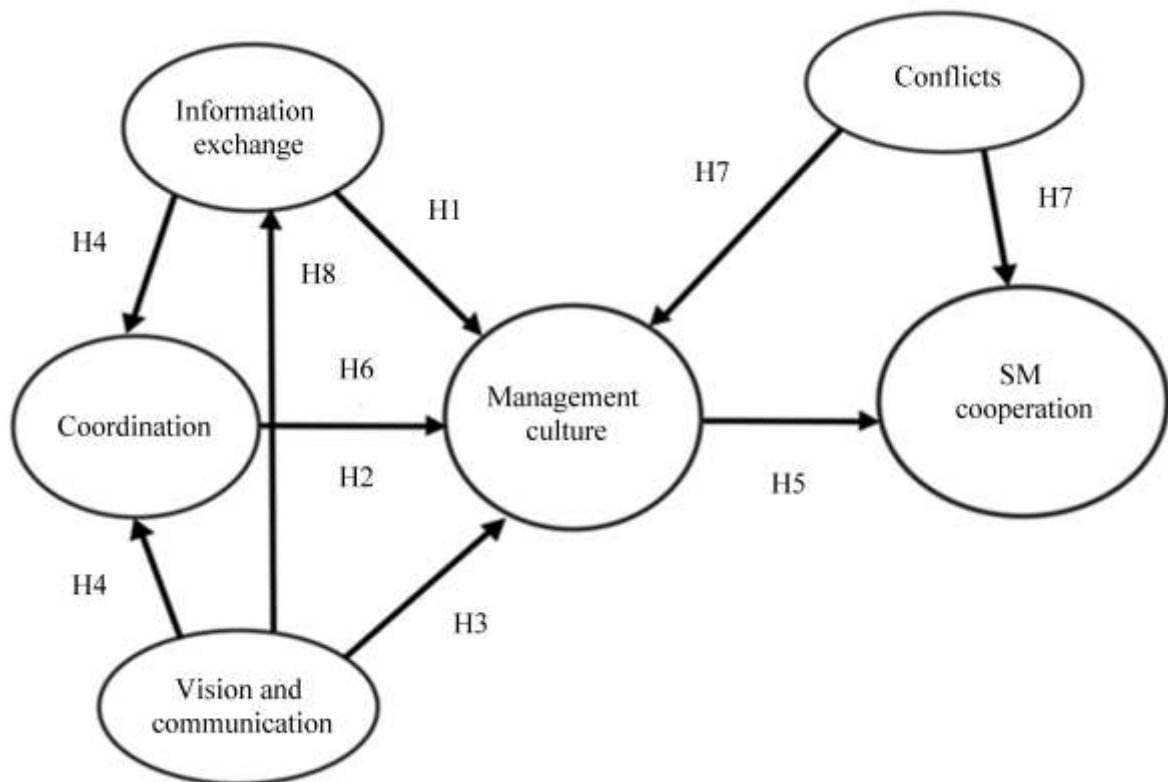 Information
exchange
Conflicts
H7
H7
H1
H4
H8
H6
SM
cooperation
Management
culture
Coordination
H2
H5
H4
H3
Vision and
communication